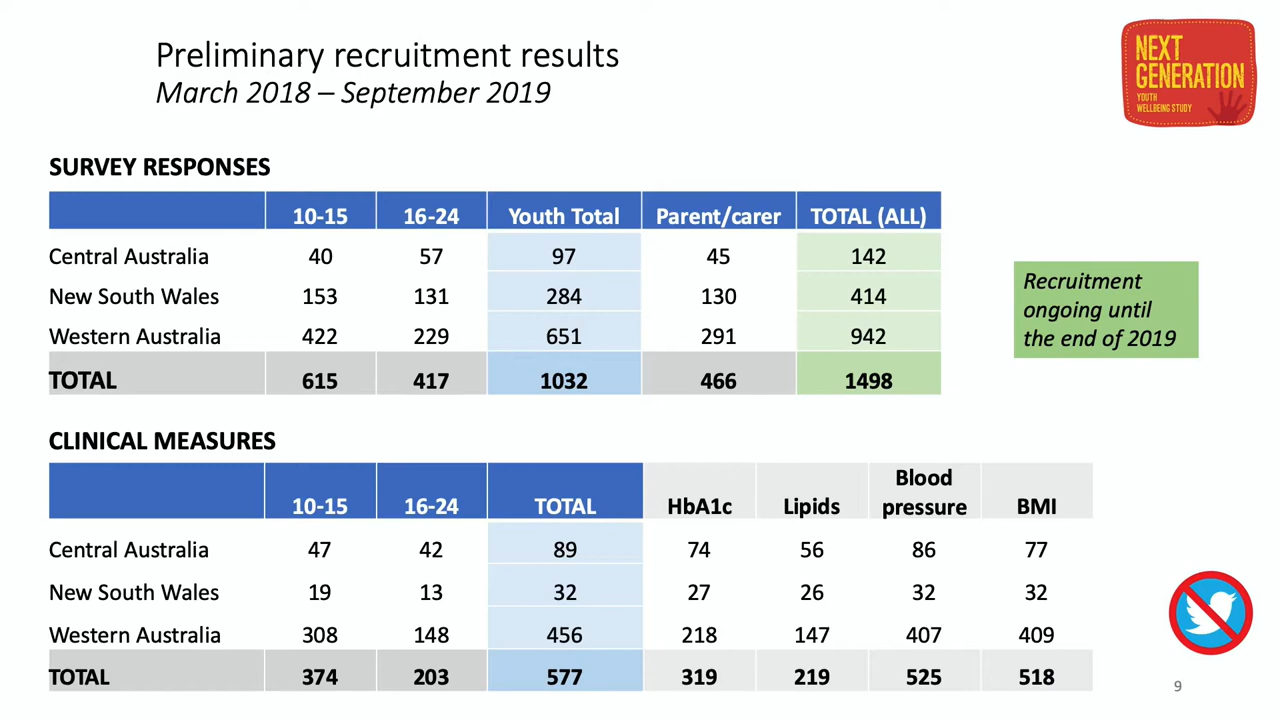 Preliminary recruitment results
March 2018 – September 2019
NEXT
GENERATION
YOUTH
WELLBEING STUDY
SURVEY RESPONSES
10-15 16-24 Youth Total Parent/carer TOTAL (ALL)
Central Australia 40 57 97 45 142
New South Wales 153 131 284 130 414
Western Australia 422 229 651 291 942
TOTAL 615 417 1032 466 1498
Recruitment
ongoing until
the end of 2019
CLINICAL MEASURES
10-15 16-24 TOTAL HbA1c Lipids Blood pressure BMI
Central Australia 47 42 89 74 56 86 77
New South Wales 19 13 32 27 26 32 32
Western Australia 308 148 456 218 147 407 409
TOTAL 374 203 577 319 219 525 518
9